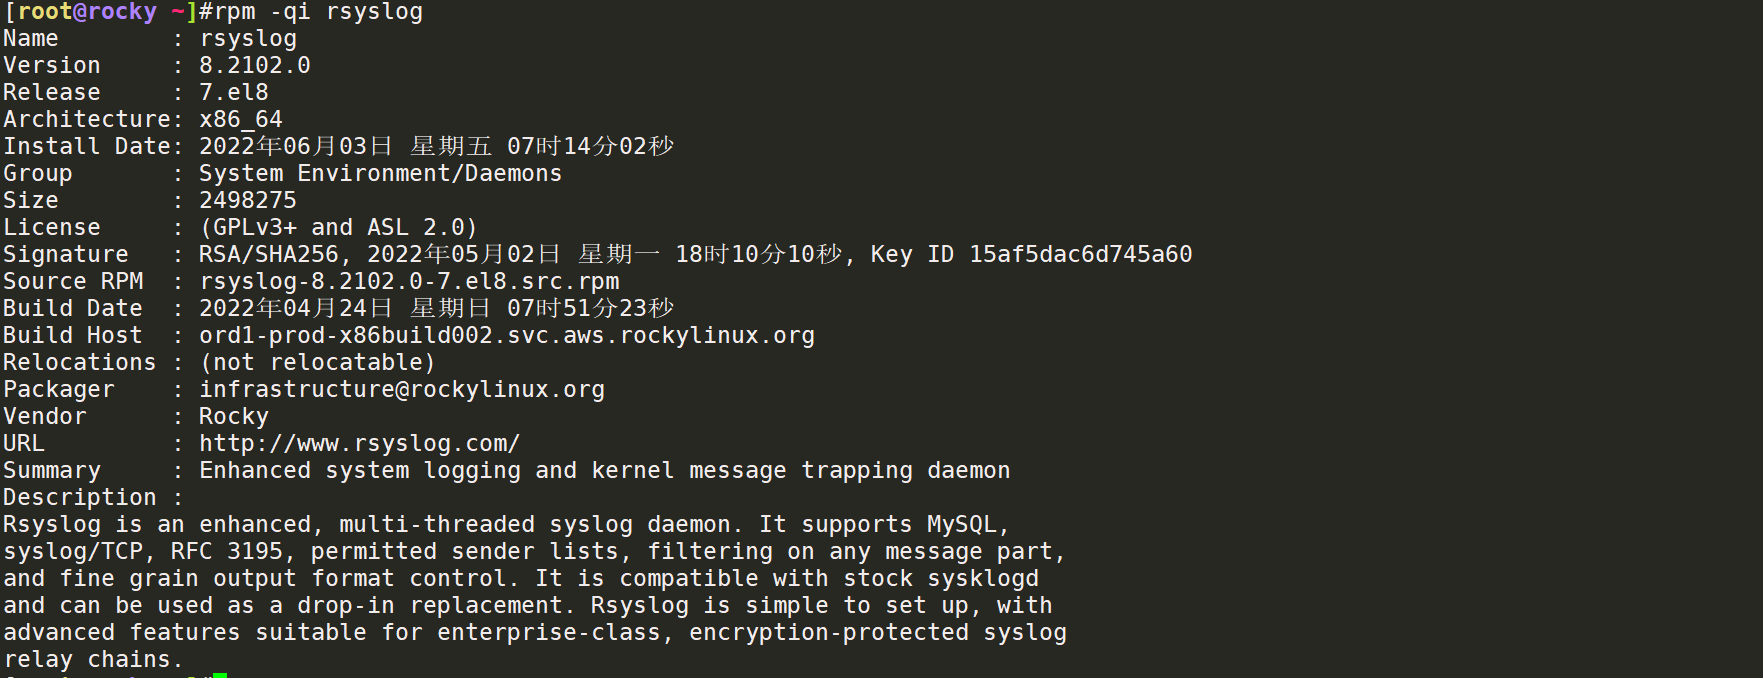 [root@rocky ~]#rpm -qi rsyslog
Name        : rsyslog
Version     : 8.2102.0
Release     : 7.el8
Architecture: x86_64
Install Date: 2022年06月03日 星期五 07时14分02秒
Group       : System Environment/Daemons
Size        : 2498275
License     : (GPLv3+ and ASL 2.0)
Signature   : RSA/SHA256, 2022年05月02日 星期一 18时10分10秒, Key ID 15af5dac6d745a60
Source RPM  : rsyslog-8.2102.0-7.el8.src.rpm
Build Date  : 2022年04月24日 星期日 07时51分23秒
Build Host  : ord1-prod-x86build002.svc.aws.rockylinux.org
Relocations : (not relocatable)
Packager    : infrastructure@rockylinux.org
Vendor      : Rocky
URL         : http://www.rsyslog.com/
Summary     : Enhanced system logging and kernel message trapping daemon
Description :
Rsyslog is an enhanced, multi-threaded syslog daemon. It supports MySQL,
syslog/TCP, RFC 3195, permitted sender lists, filtering on any message part,
and fine grain output format control. It is compatible with stock sysklogd
and can be used as a drop-in replacement. Rsyslog is simple to set up, with
advanced features suitable for enterprise-class, encryption-protected syslog
relay chains.